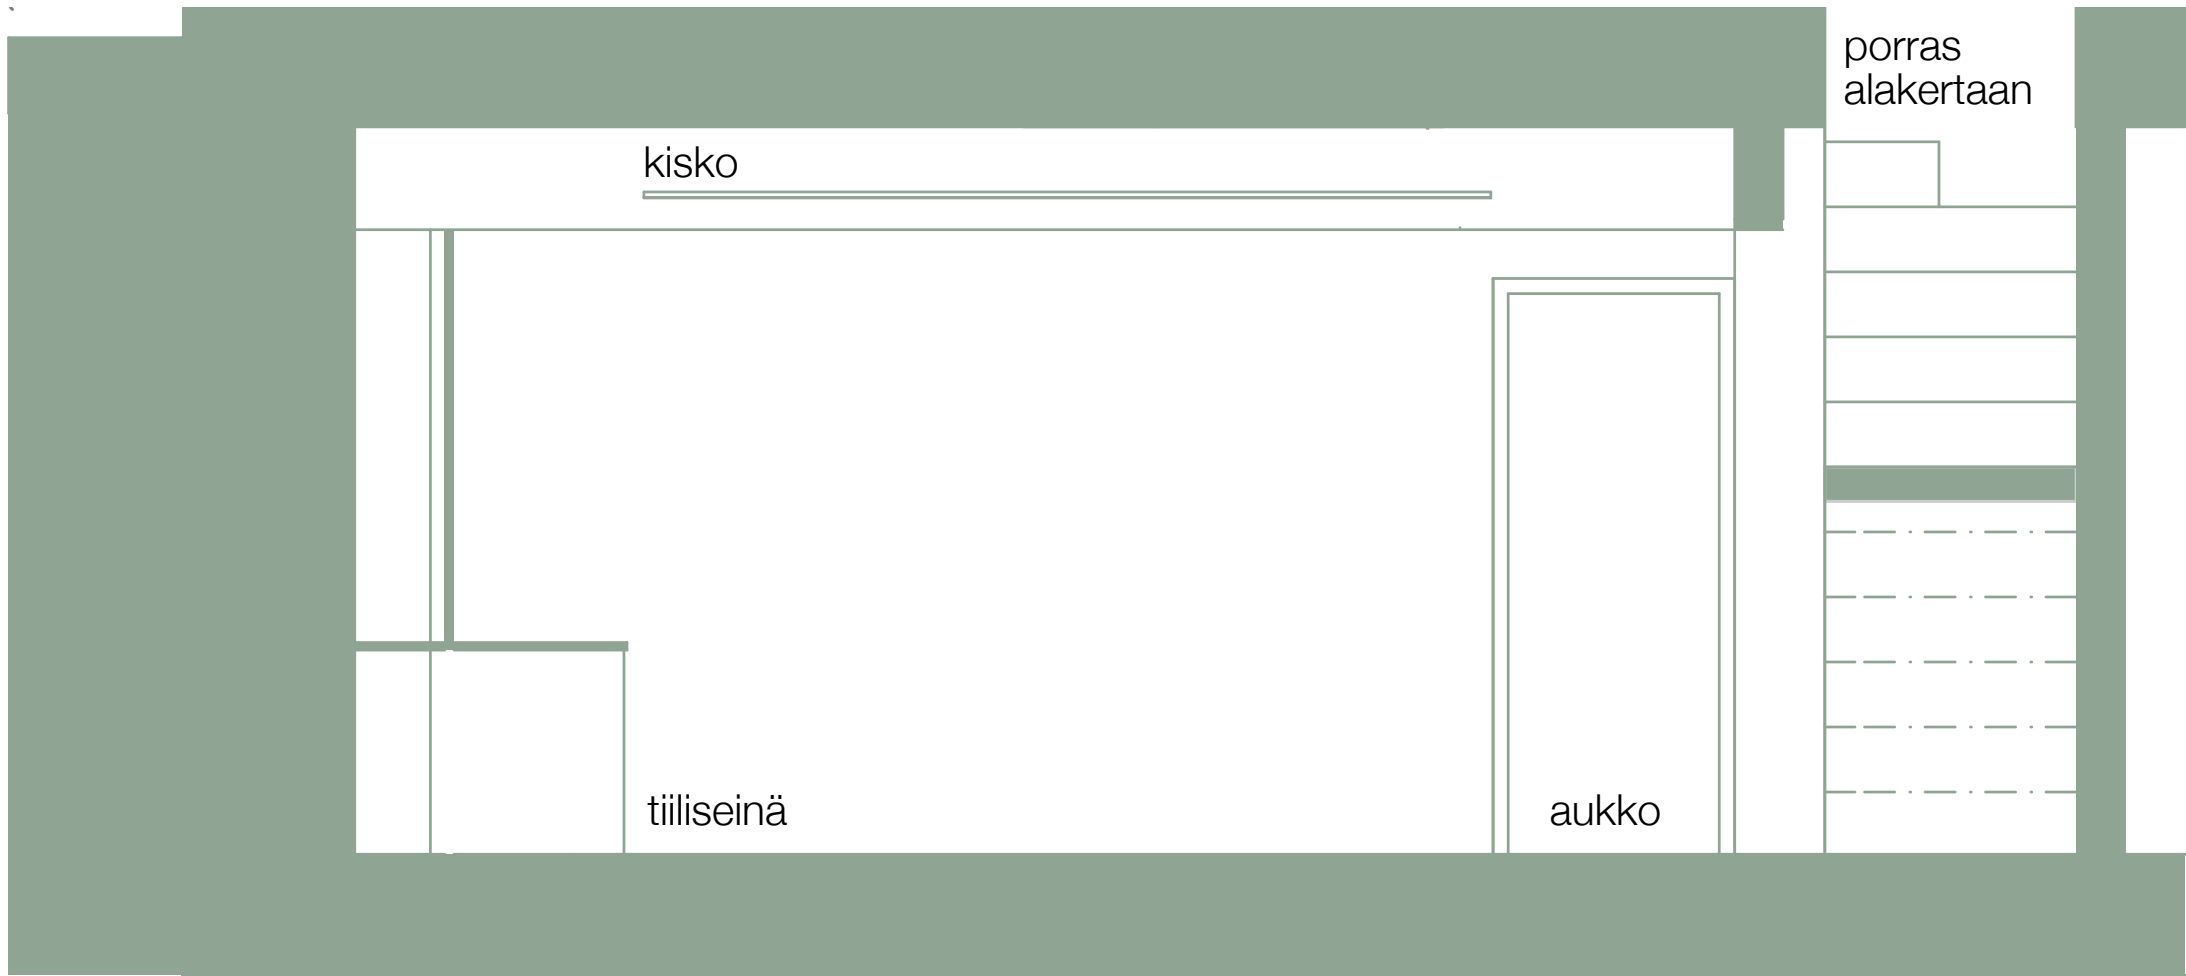 porras
alakertaan
kisko
tiiliseinä
aukko